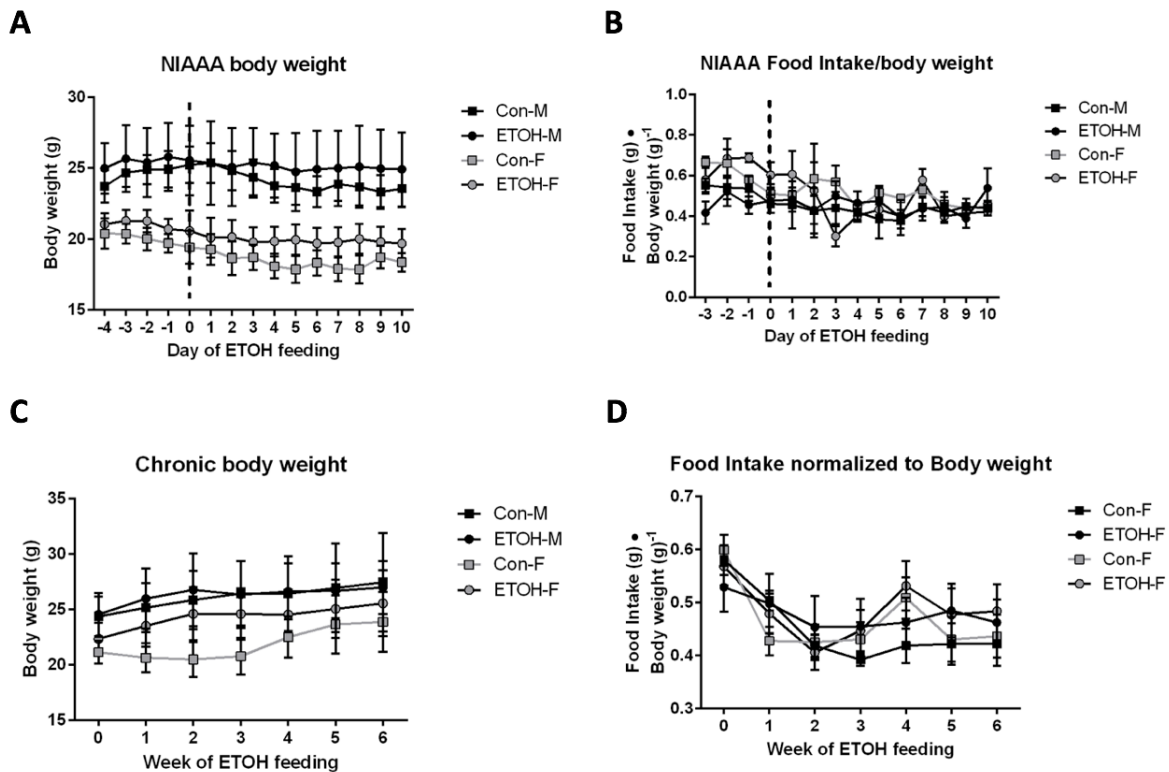 A
NIAAA body weight
30
25
20
15
Body weight (g)
-4 -3 -2 -1 0 1 2 3 4 5 6 7 8 9 10
Day of ETOH feeding
Con-M
ETOH-M
Con-F
ETOH-F
B
NIAAA Food Intake/body weight
1.0
0.8
0.6
0.4
0.2
0.0
Food Intake (g) •
Body weight (g)⁻¹
-3 -2 -1 0 1 2 3 4 5 6 7 8 9 10
Day of ETOH feeding
Con-M
ETOH-M
Con-F
ETOH-F
C
Chronic body weight
35
30
25
20
15
Body weight (g)
0 1 2 3 4 5 6
Week of ETOH feeding
Con-M
ETOH-M
Con-F
ETOH-F
D
Food Intake normalized to Body weight
0.7
0.6
0.5
0.4
0.3
Food Intake (g) •
Body weight (g)⁻¹
0 1 2 3 4 5 6
Week of ETOH feeding
Con-F
ETOH-F
Con-F
ETOH-F